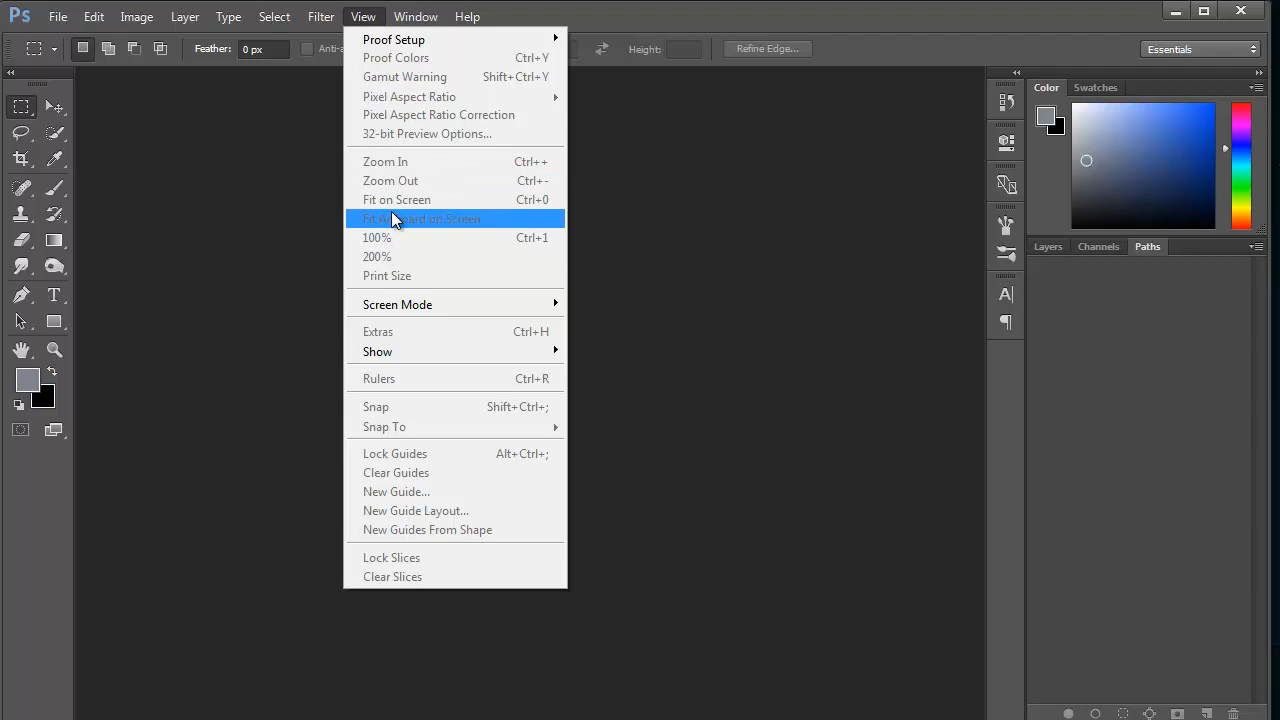 Ps File Edit Image Layer Type Select Filter View Window Help
Feather: 0 px Height: Refine Edge... Essentials
Proof Setup
Proof Colors Ctrl+Y
Gamut Warning Shift+Ctrl+Y
Pixel Aspect Ratio
Pixel Aspect Ratio Correction
32-bit Preview Options...
Zoom In Ctrl++
Zoom Out Ctrl+-
Fit on Screen Ctrl+0
Fit Artboard on Screen
100% Ctrl+1
200%
Print Size
Screen Mode
Extras Ctrl+H
Show
Rulers Ctrl+R
Snap Shift+Ctrl+;
Snap To
Lock Guides Alt+Ctrl+;
Clear Guides
New Guide...
New Guide Layout...
New Guides From Shape
Lock Slices
Clear Slices
Color Swatches
Layers Channels Paths